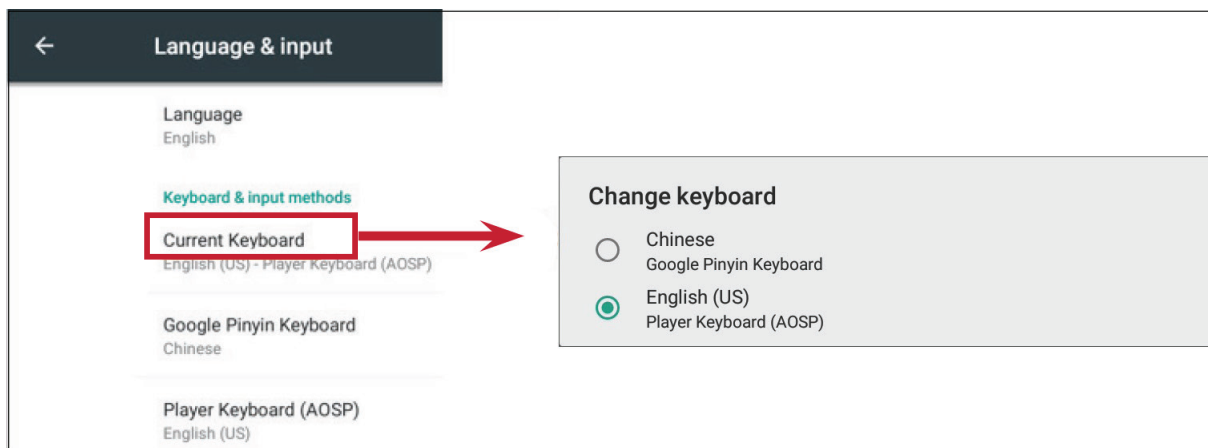 Language & input
Language
English
Keyboard & input methods
Current Keyboard
English (US) - Player Keyboard (AOSP)
Google Pinyin Keyboard
Chinese
Player Keyboard (AOSP)
English (US)
Change keyboard
Chinese
Google Pinyin Keyboard
English (US)
Player Keyboard (AOSP)